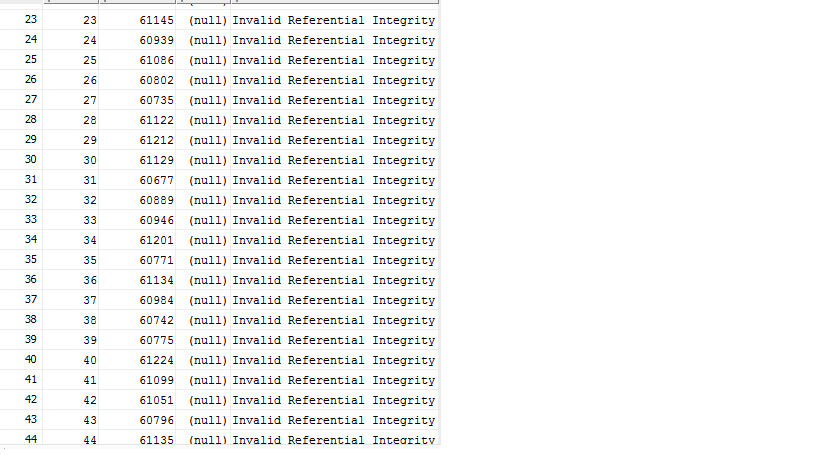 23 23 61145 (null) Invalid Referential Integrity
24 24 60939 (null) Invalid Referential Integrity
25 25 61086 (null) Invalid Referential Integrity
26 26 60802 (null) Invalid Referential Integrity
27 27 60735 (null) Invalid Referential Integrity
28 28 61122 (null) Invalid Referential Integrity
29 29 61212 (null) Invalid Referential Integrity
30 30 61129 (null) Invalid Referential Integrity
31 31 60677 (null) Invalid Referential Integrity
32 32 60889 (null) Invalid Referential Integrity
33 33 60946 (null) Invalid Referential Integrity
34 34 61201 (null) Invalid Referential Integrity
35 35 60771 (null) Invalid Referential Integrity
36 36 61134 (null) Invalid Referential Integrity
37 37 60984 (null) Invalid Referential Integrity
38 38 60742 (null) Invalid Referential Integrity
39 39 60775 (null) Invalid Referential Integrity
40 40 61224 (null) Invalid Referential Integrity
41 41 61099 (null) Invalid Referential Integrity
42 42 61051 (null) Invalid Referential Integrity
43 43 60796 (null) Invalid Referential Integrity
44 44 61135 (null) Invalid Referential Integrity